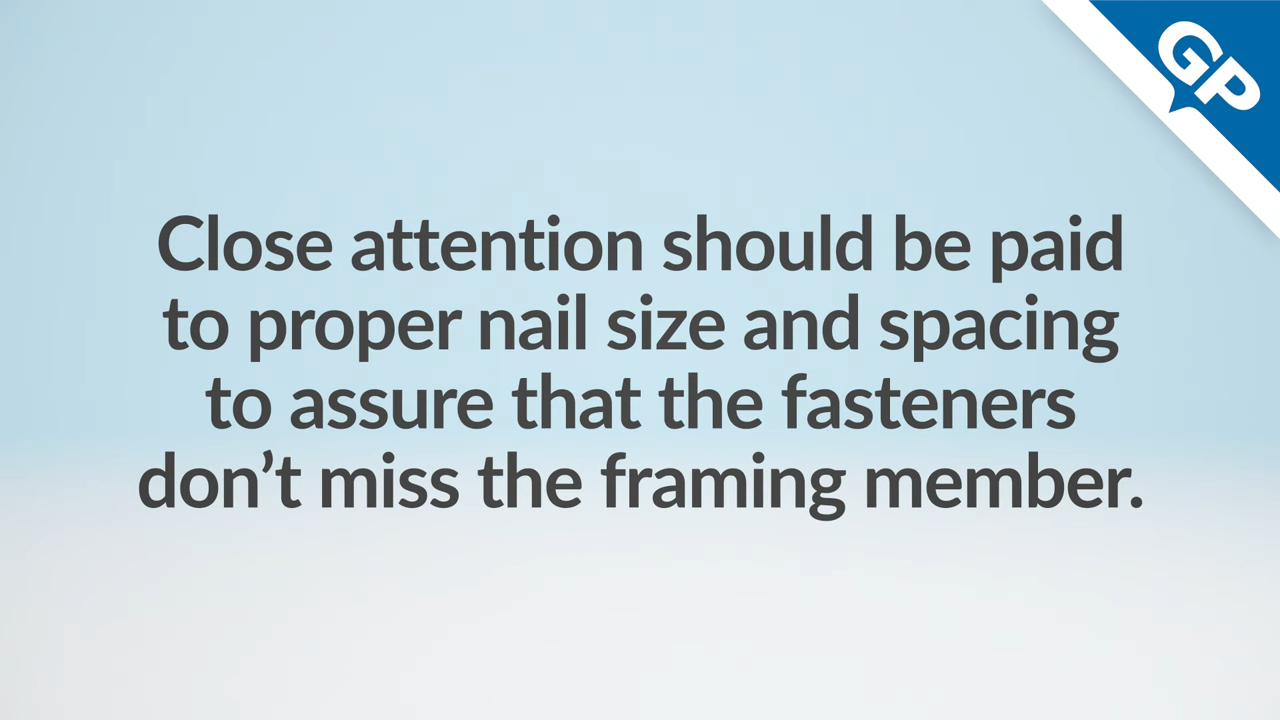 GP
Close attention should be paid
to proper nail size and spacing
to assure that the fasteners
don’t miss the framing member.